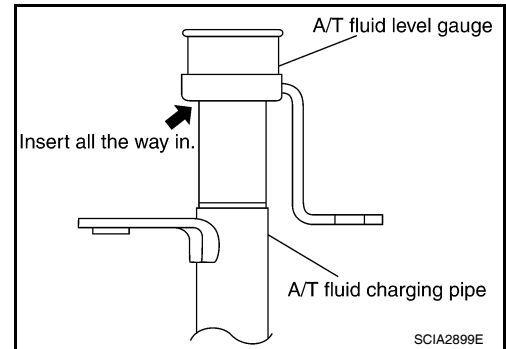 A/T fluid level gauge
Insert all the way in.
A/T fluid charging pipe
SCIA2899E